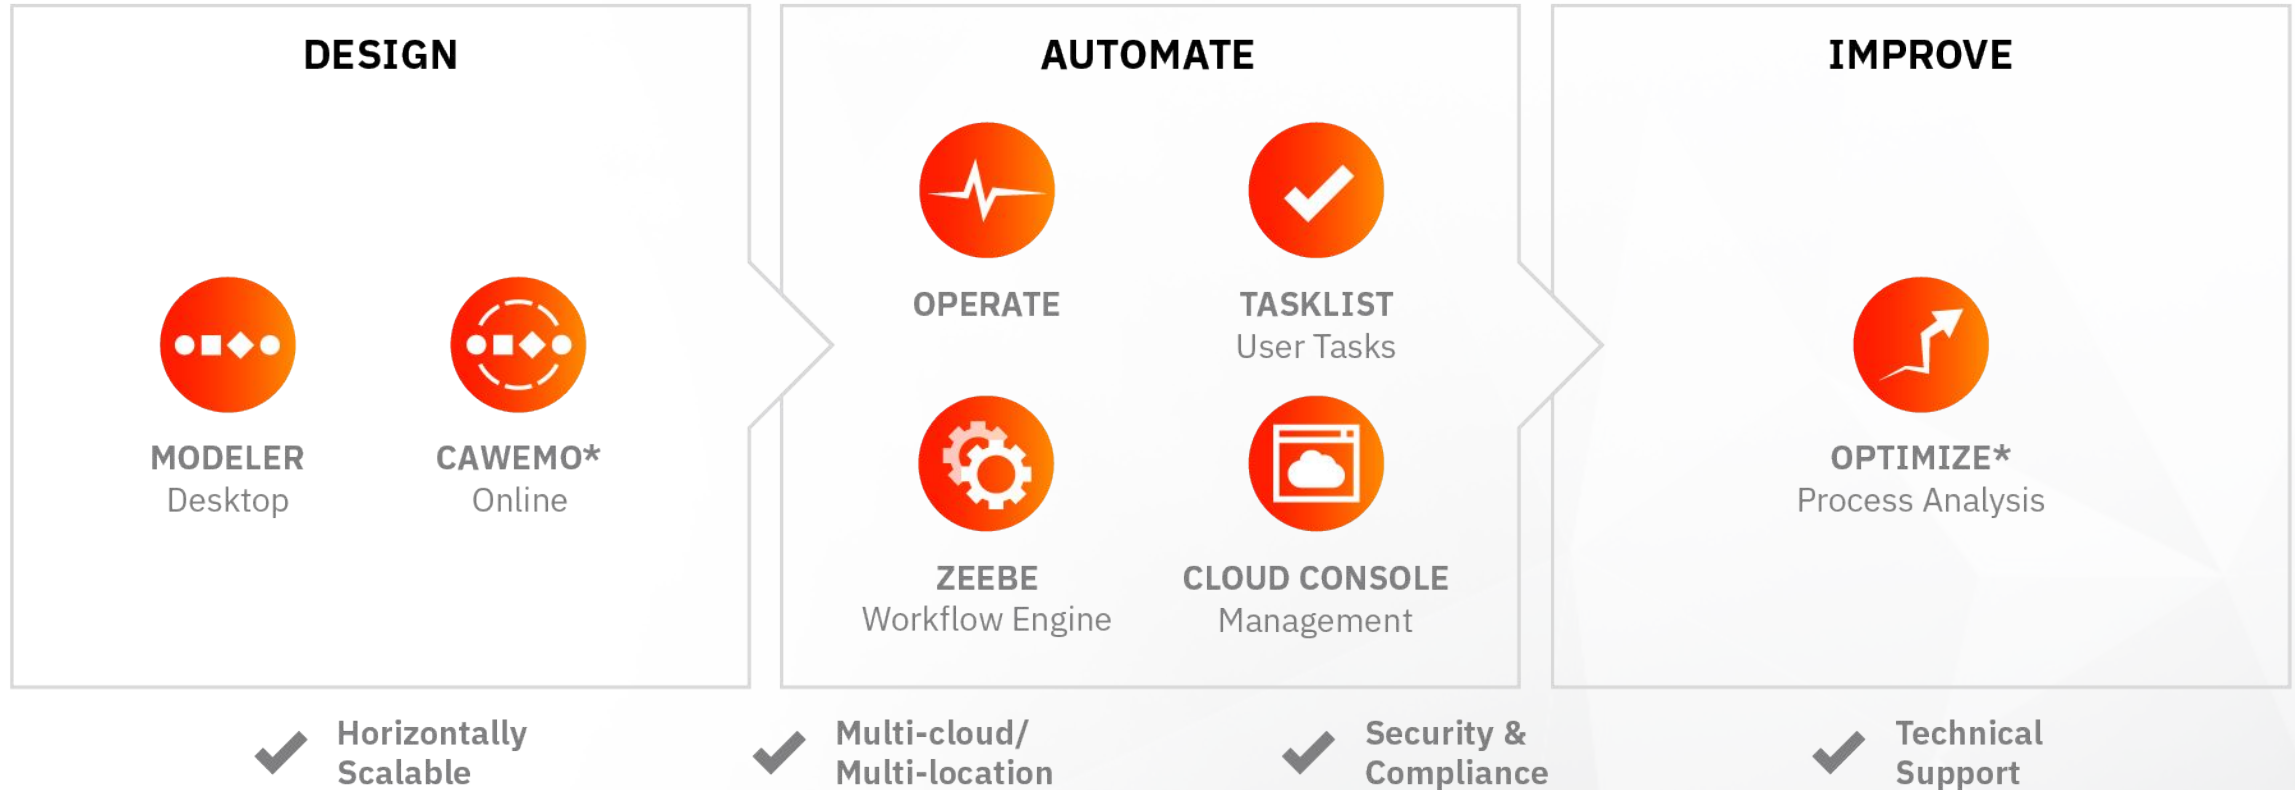 DESIGN
MODELER
Desktop
CAWEMO*
Online
AUTOMATE
OPERATE
TASKLIST
User Tasks
ZEEBE
Workflow Engine
CLOUD CONSOLE
Management
IMPROVE
OPTIMIZE*
Process Analysis
Horizontally
Scalable
Multi-cloud/
Multi-location
Security &
Compliance
Technical
Support